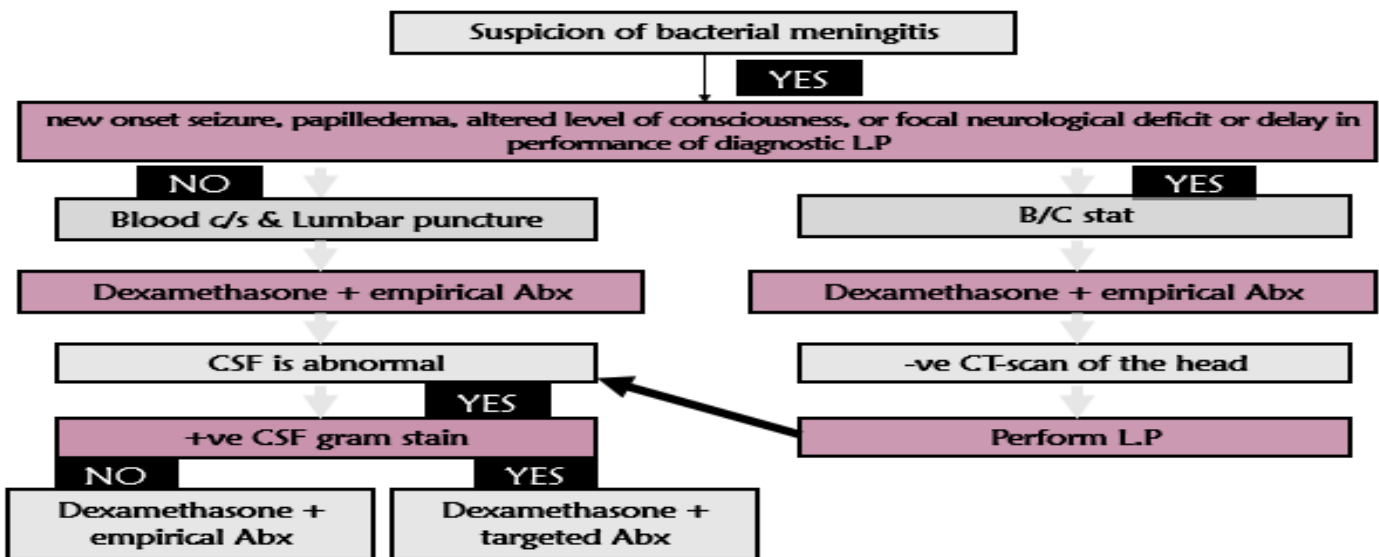 Suspicion of bacterial meningitis
YES
new onset seizure, papilledema, altered level of consciousness, or focal neurological deficit or delay in
performance of diagnostic L.P
NO
Blood c/s & Lumbar puncture
Dexamethasone + empirical Abx
CSF is abnormal
YES
+ve CSF gram stain
NO
Dexamethasone +
empirical Abx
YES
Dexamethasone +
targeted Abx
YES
B/C stat
Dexamethasone + empirical Abx
-ve CT-scan of the head
Perform L.P